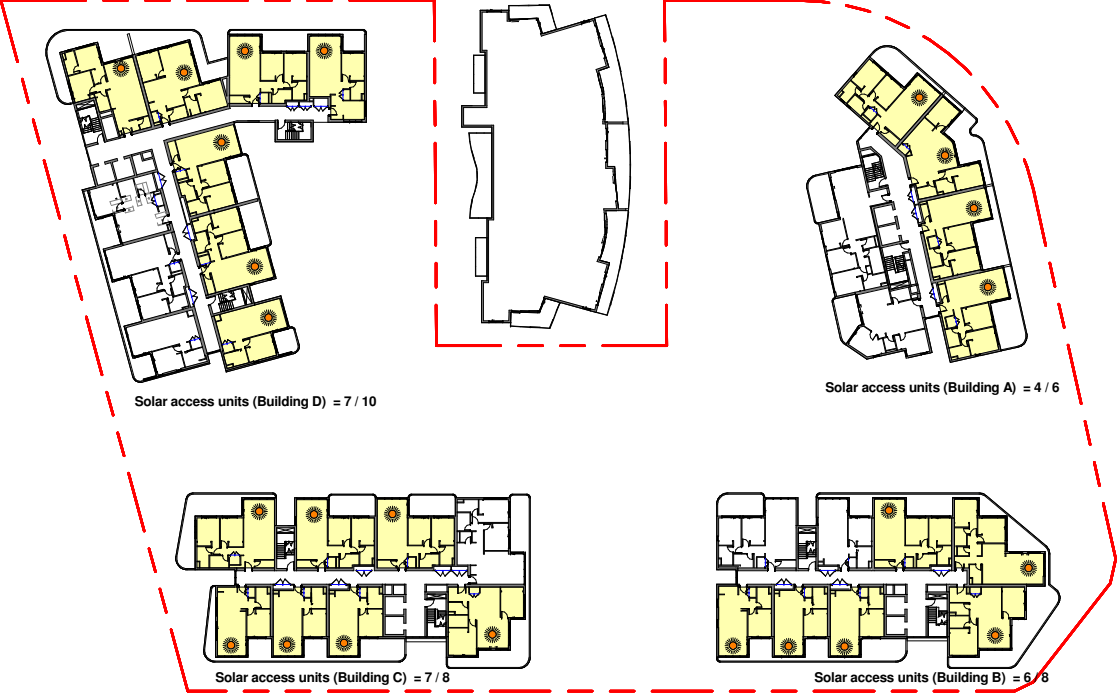 Solar access units (Building D) = 7 / 10
Solar access units (Building A) = 4 / 6
Solar access units (Building C) = 7 / 8
Solar access units (Building B) = 6 / 8